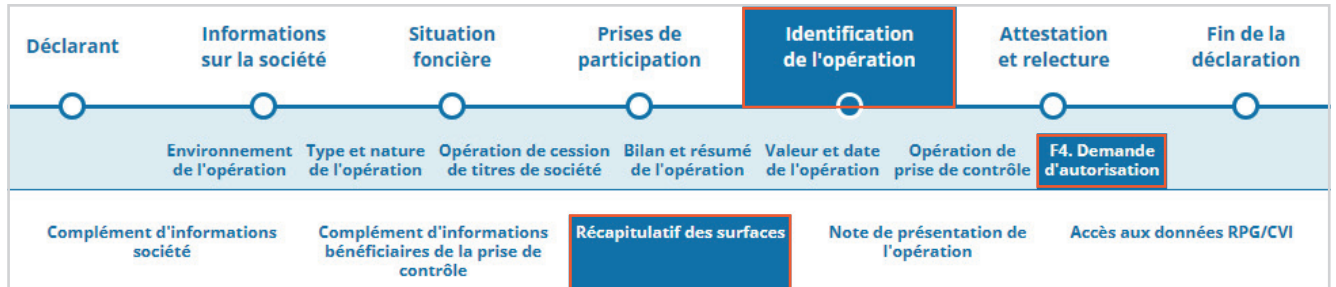 Déclarant
Informations
sur la société
Situation
foncière
Prises de
participation
Identification
de l'opération
Attestation
et relecture
Fin de la
déclaration
Environnement
de l'opération
Type et nature
de l'opération
Opération de cession
de titres de société
Bilan et résumé
de l'opération
Valeur et date
de l'opération
Opération de
prise de contrôle
F4. Demande
d'autorisation
Complément d'informations
société
Complément d'informations
bénéficiaires de la prise de
contrôle
Récapitulatif des surfaces
Note de présentation de
l'opération
Accès aux données RPG/CVI